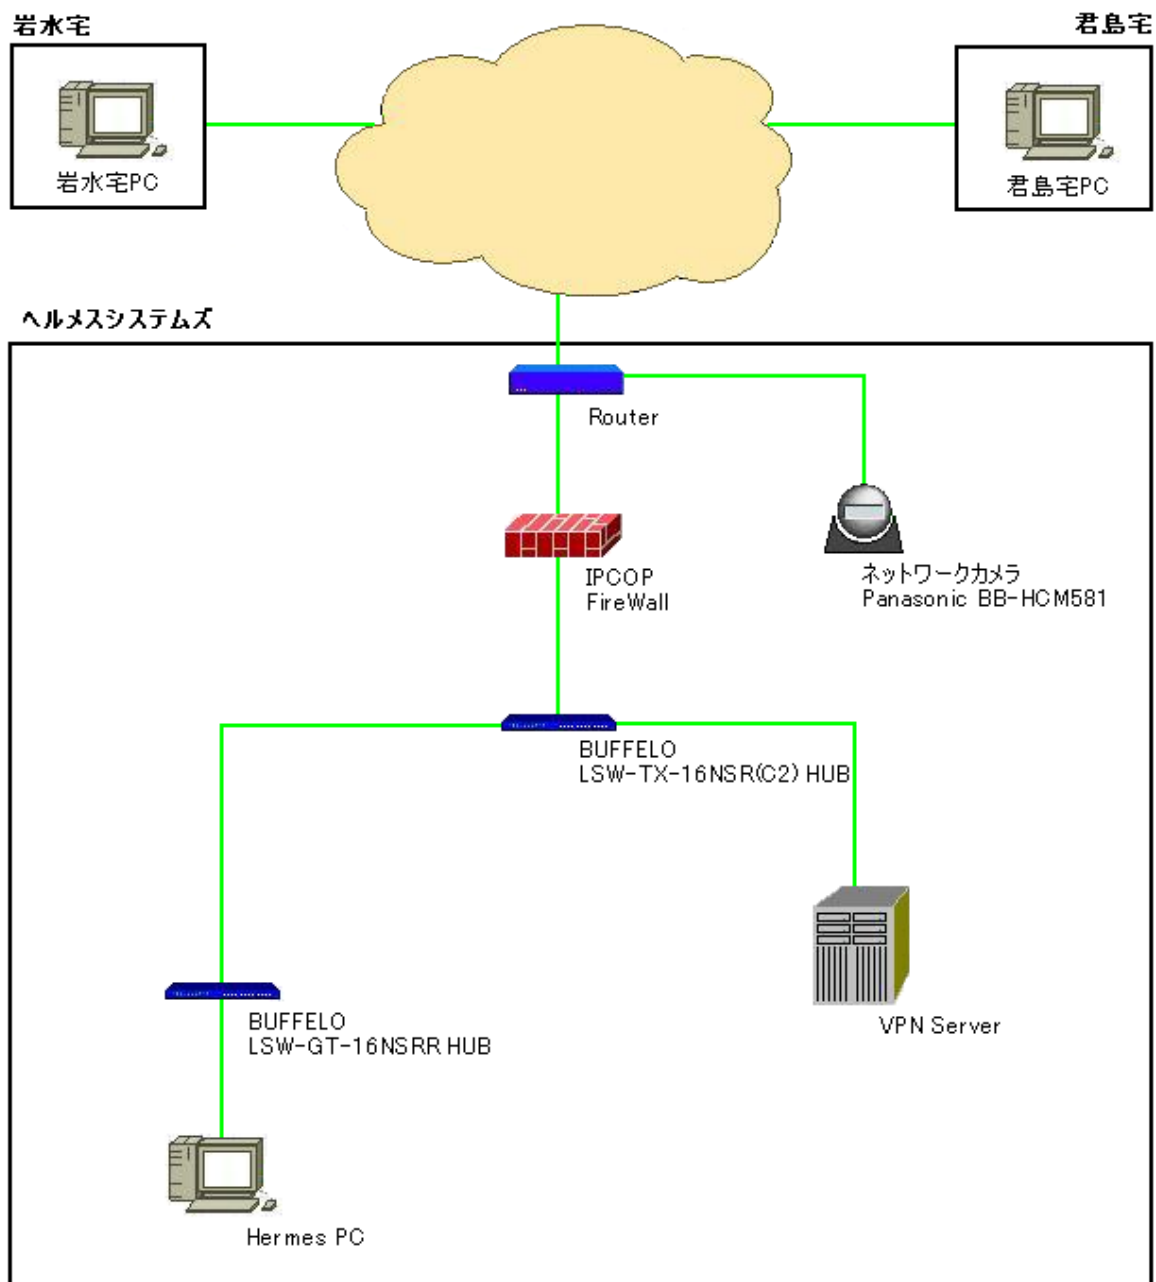 岩水宅
君島宅
岩水宅PC
君島宅PC
ヘルメスシステムズ
Router
IPCOP
FireWall
ネットワークカメラ
Panasonic BB-HCM581
BUFFELO
LSW-TX-16NSR(C2) HUB
VPN Server
BUFFELO
LSW-GT-16NSRR HUB
Hermes PC